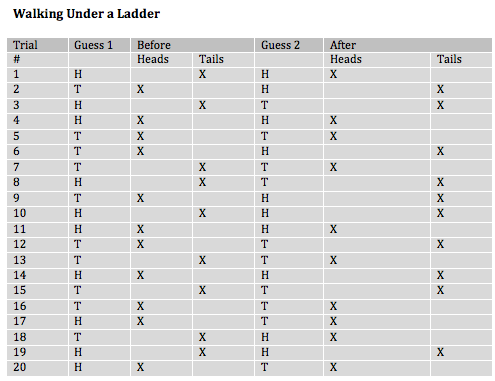 Walking Under a Ladder
Trial Guess 1 Before Guess 2 After
# Heads Tails Heads Tails
1 H X H X
2 T X H X
3 H X T X
4 H X H X
5 T X T X
6 T X H X
7 T X T X
8 H X T X
9 T X H X
10 H X H X
11 H X H X
12 T X T X
13 T X T X
14 H X H X
15 T X T X
16 T X T X
17 H X T X
18 T X H X
19 H X H X
20 H X T X